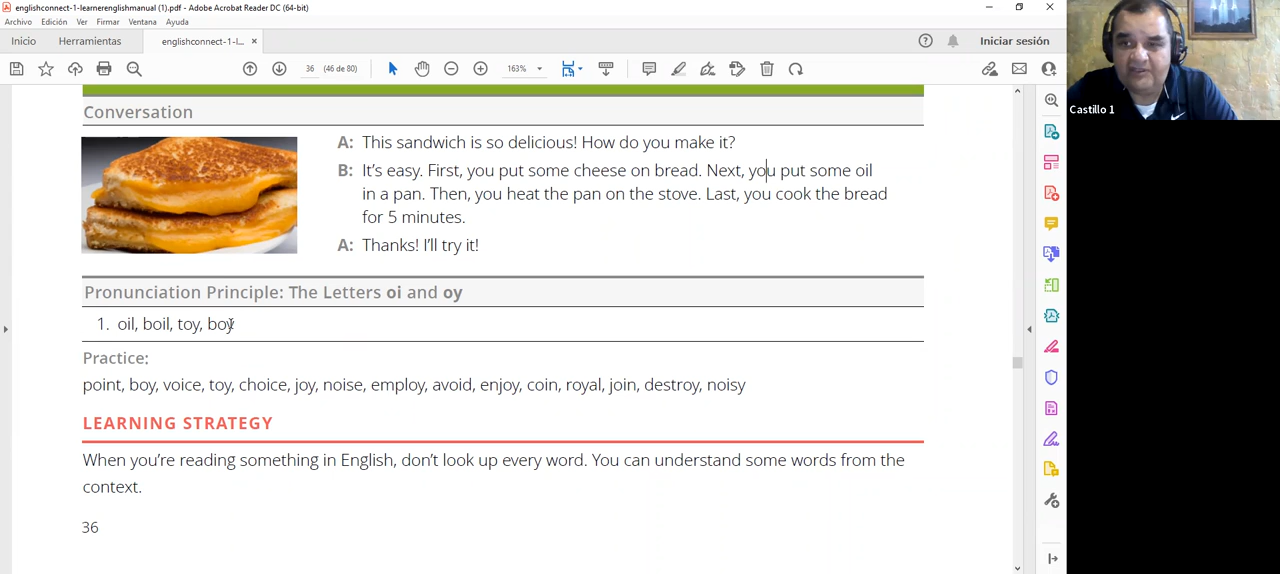 englishconnect-1-learnerenglishmanual (1).pdf - Adobe Acrobat Reader DC (64-bit)
Archivo Edición Ver Firmar Ventana Ayuda
Inicio Herramientas englishconnect-1-l... × Iniciar sesión
36 (46 de 80) 163%
Castillo 1
Conversation
A: This sandwich is so delicious! How do you make it?
B: It's easy. First, you put some cheese on bread. Next, you put some oil
in a pan. Then, you heat the pan on the stove. Last, you cook the bread
for 5 minutes.
A: Thanks! I'll try it!
Pronunciation Principle: The Letters oi and oy
1. oil, boil, toy, boy
Practice:
point, boy, voice, toy, choice, joy, noise, employ, avoid, enjoy, coin, royal, join, destroy, noisy
LEARNING STRATEGY
When you're reading something in English, don't look up every word. You can understand some words from the
context.
36